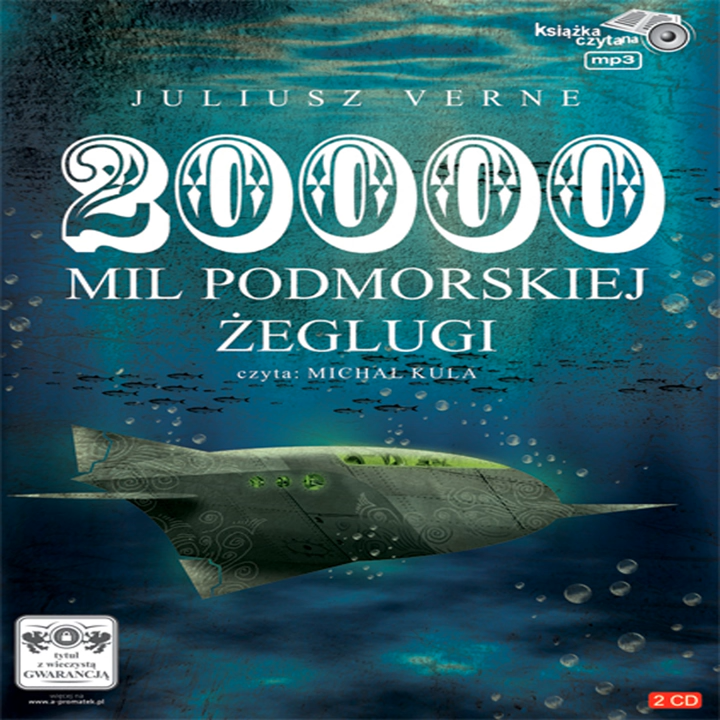 książka
czytana
mp3
JULIUSZ VERNE
20000
MIL PODMORSKIEJ
ŻEGLUGI
czyta: MICHAŁ KULA
tytuł
z wieczystą
GWARANCJĄ
więcej na
www.a-promatek.pl
2 CD